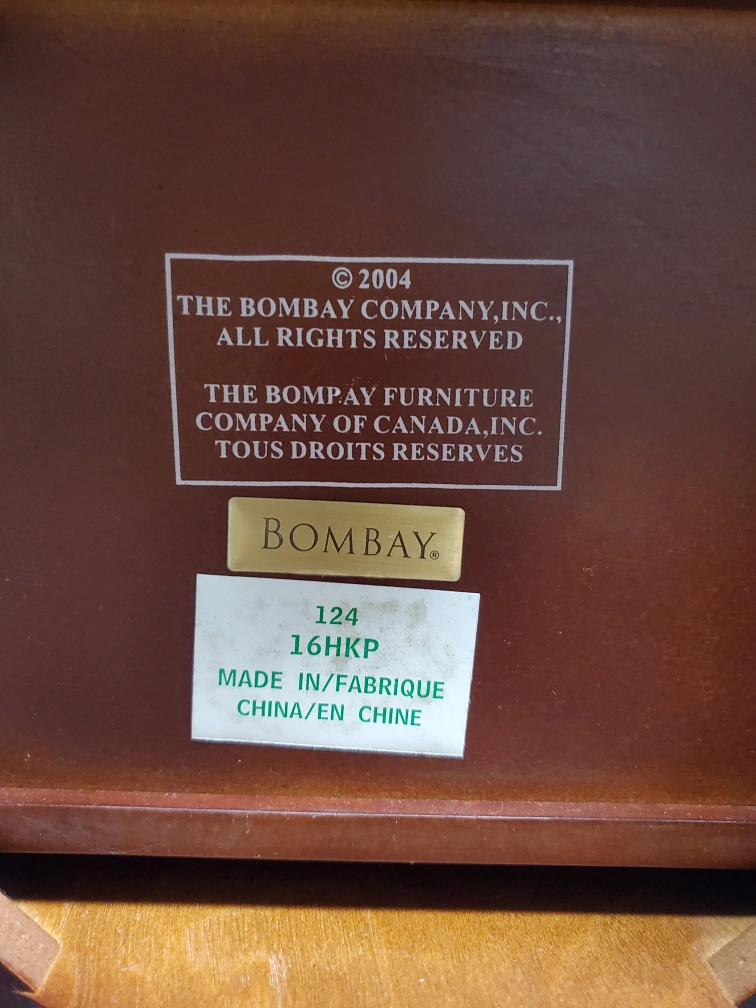 © 2004
THE BOMBAY COMPANY,INC.,
ALL RIGHTS RESERVED
THE BOMPAY FURNITURE
COMPANY OF CANADA,INC.
TOUS DROITS RESERVES
BOMBAY®
124
16HKP
MADE IN/FABRIQUE
CHINA/EN CHINE